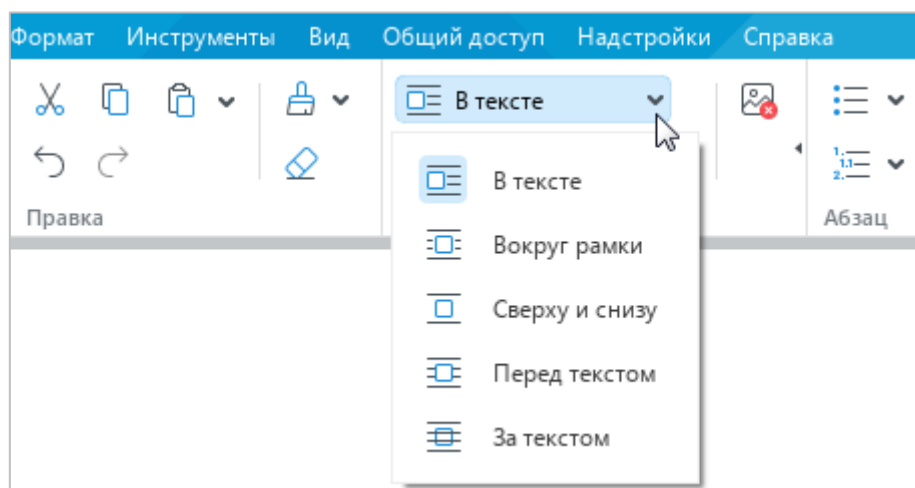 Формат Инструменты Вид Общий доступ Надстройки Справка
В тексте
Правка
Абзац
В тексте
Вокруг рамки
Сверху и снизу
Перед текстом
За текстом